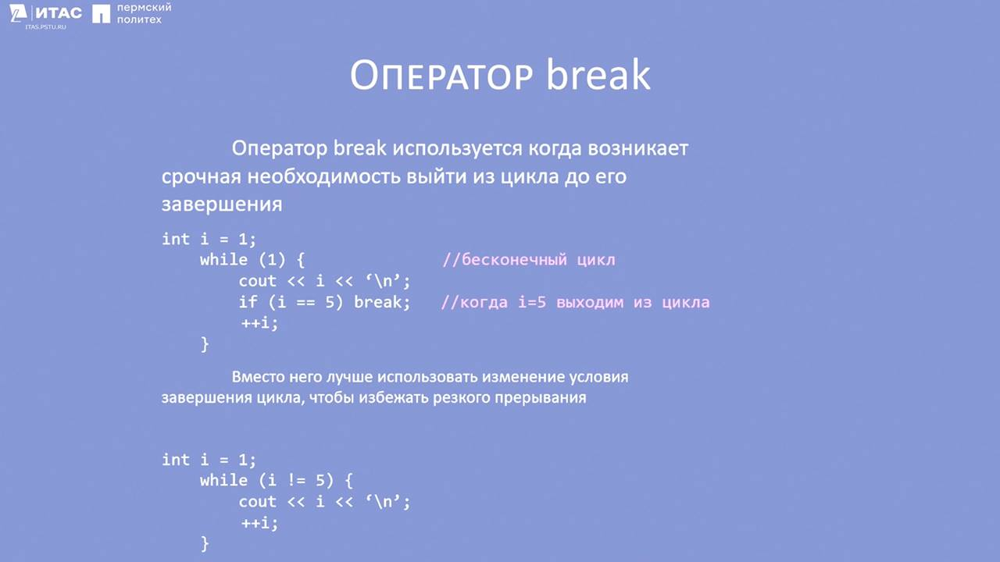 ИТАС
ITAS.PSTU.RU
пермский
политех
Оператор break
Оператор break используется когда возникает
срочная необходимость выйти из цикла до его
завершения
int i = 1;
while (1) { //бесконечный цикл
cout << i << ‘\n’;
if (i == 5) break; //когда i=5 выходим из цикла
++i;
}
Вместо него лучше использовать изменение условия
завершения цикла, чтобы избежать резкого прерывания
int i = 1;
while (i != 5) {
cout << i << ‘\n’;
++i;
}